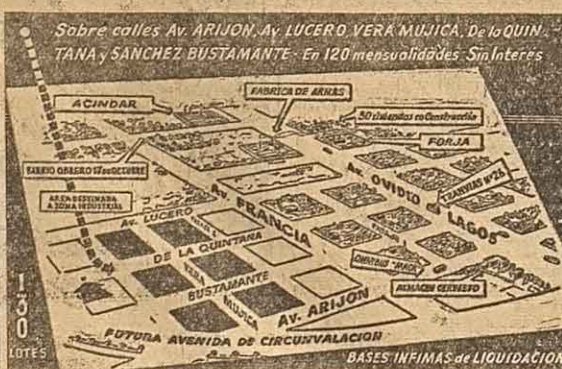 Sobre calles Av. ARIJON, Av. LUCERO, VERA MUJICA, De la QUIN-
TANA y SANCHEZ BUSTAMANTE - En 120 mensualidades Sin Interés
ACINDAR
FABRICA DE ARMAS
50 viviendas en Construcción
FORJA
BARRIO OBRERO 17 de OCTUBRE
AREA DESTINADA
A ZONA INDUSTRIAL
Av. OVIDIO LAGOS
TRANVIAS Nº 26
Av. FRANCIA
Av. LUCERO
DE LA QUINTANA
VERA
MUJICA
BUSTAMANTE
Av. ARIJON
OMNIBUS
ALMACEN
130
LOTES
FUTURA AVENIDA DE CIRCUNVALACION
BASES INFIMAS de LIQUIDACION